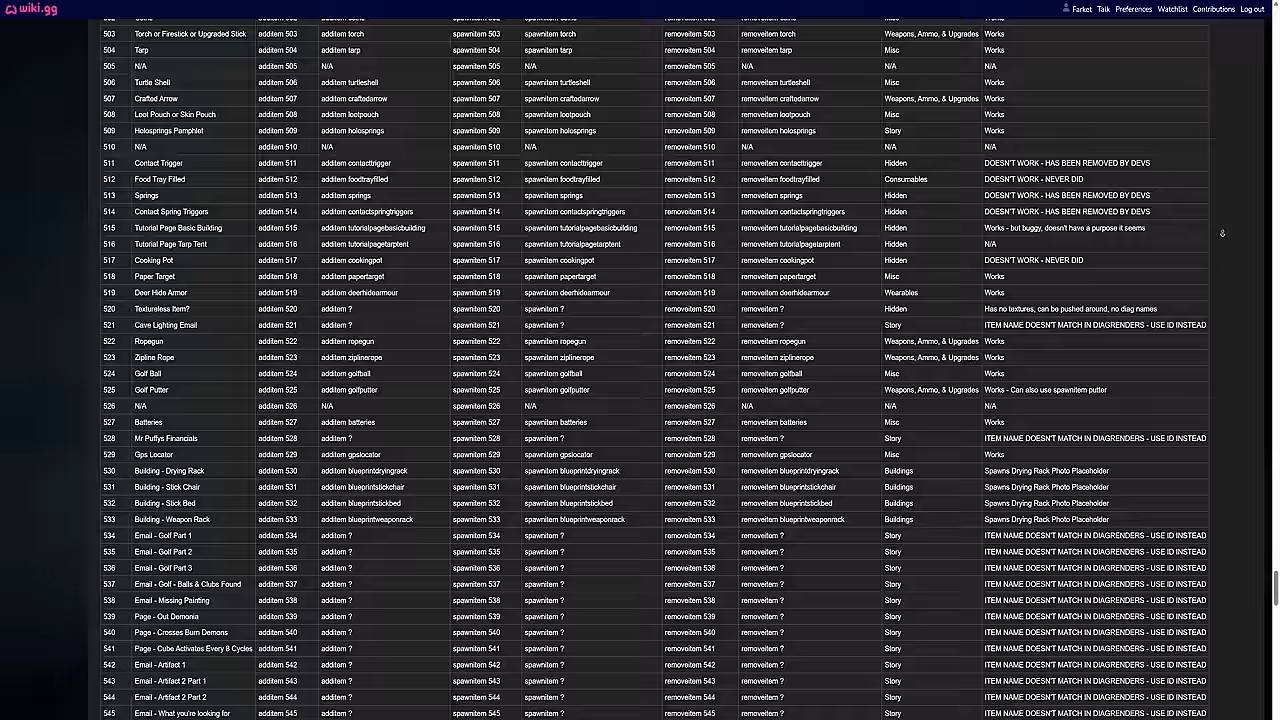 wiki.gg
Farket Talk Preferences Watchlist Contributions Log out
503 Torch or Firestick or Upgraded Stick additem 503 additem torch spawnitem 503 spawnitem torch removeitem 503 removeitem torch Weapons, Ammo, & Upgrades Works
504 Tarp additem 504 additem tarp spawnitem 504 spawnitem tarp removeitem 504 removeitem tarp Misc Works
505 N/A additem 505 N/A spawnitem 505 N/A removeitem 505 N/A N/A N/A
506 Turtle Shell additem 506 additem turtleshell spawnitem 506 spawnitem turtleshell removeitem 506 removeitem turtleshell Misc Works
507 Crafted Arrow additem 507 additem craftedarrow spawnitem 507 spawnitem craftedarrow removeitem 507 removeitem craftedarrow Weapons, Ammo, & Upgrades Works
508 Loot Pouch or Skin Pouch additem 508 additem lootpouch spawnitem 508 spawnitem lootpouch removeitem 508 removeitem lootpouch Misc Works
509 Holosprings Pamphlet additem 509 additem holosprings spawnitem 509 spawnitem holosprings removeitem 509 removeitem holosprings Story Works
510 N/A additem 510 N/A spawnitem 510 N/A removeitem 510 N/A N/A N/A
511 Contact Trigger additem 511 additem contacttrigger spawnitem 511 spawnitem contacttrigger removeitem 511 removeitem contacttrigger Hidden DOESN'T WORK - HAS BEEN REMOVED BY DEVS
512 Food Tray Filled additem 512 additem foodtrayfilled spawnitem 512 spawnitem foodtrayfilled removeitem 512 removeitem foodtrayfilled Consumables DOESN'T WORK - NEVER DID
513 Springs additem 513 additem springs spawnitem 513 spawnitem springs removeitem 513 removeitem springs Hidden DOESN'T WORK - HAS BEEN REMOVED BY DEVS
514 Contact Spring Triggers additem 514 additem contactspringtriggers spawnitem 514 spawnitem contactspringtriggers removeitem 514 removeitem contactspringtriggers Hidden DOESN'T WORK - HAS BEEN REMOVED BY DEVS
515 Tutorial Page Basic Building additem 515 additem tutorialpagebasicbuilding spawnitem 515 spawnitem tutorialpagebasicbuilding removeitem 515 removeitem tutorialpagebasicbuilding Hidden Works - but buggy, doesn't have a purpose it seems
516 Tutorial Page Tarp Tent additem 516 additem tutorialpagetarptent spawnitem 516 spawnitem tutorialpagetarptent removeitem 516 removeitem tutorialpagetarptent Hidden N/A
517 Cooking Pot additem 517 additem cookingpot spawnitem 517 spawnitem cookingpot removeitem 517 removeitem cookingpot Hidden DOESN'T WORK - NEVER DID
518 Paper Target additem 518 additem papertarget spawnitem 518 spawnitem papertarget removeitem 518 removeitem papertarget Misc Works
519 Deer Hide Armor additem 519 additem deerhidearmour spawnitem 519 spawnitem deerhidearmour removeitem 519 removeitem deerhidearmour Wearables Works
520 Textureless Item? additem 520 additem ? spawnitem 520 spawnitem ? removeitem 520 removeitem ? Hidden Has no textures, can be pushed around, no diag names
521 Cave Lighting Email additem 521 additem ? spawnitem 521 spawnitem ? removeitem 521 removeitem ? Story ITEM NAME DOESN'T MATCH IN DIAGRENDERS - USE ID INSTEAD
522 Ropegun additem 522 additem ropegun spawnitem 522 spawnitem ropegun removeitem 522 removeitem ropegun Weapons, Ammo, & Upgrades Works
523 Zipline Rope additem 523 additem ziplinerope spawnitem 523 spawnitem ziplinerope removeitem 523 removeitem ziplinerope Weapons, Ammo, & Upgrades Works
524 Golf Ball additem 524 additem golfball spawnitem 524 spawnitem golfball removeitem 524 removeitem golfball Misc Works
525 Golf Putter additem 525 additem golfputter spawnitem 525 spawnitem golfputter removeitem 525 removeitem golfputter Weapons, Ammo, & Upgrades Works - Can also use spawnitem putter
526 N/A additem 526 N/A spawnitem 526 N/A removeitem 526 N/A N/A N/A
527 Batteries additem 527 additem batteries spawnitem 527 spawnitem batteries removeitem 527 removeitem batteries Misc Works
528 Mr Puffys Financials additem 528 additem ? spawnitem 528 spawnitem ? removeitem 528 removeitem ? Story ITEM NAME DOESN'T MATCH IN DIAGRENDERS - USE ID INSTEAD
529 Gps Locator additem 529 additem gpslocator spawnitem 529 spawnitem gpslocator removeitem 529 removeitem gpslocator Misc Works
530 Building - Drying Rack additem 530 additem blueprintdryingrack spawnitem 530 spawnitem blueprintdryingrack removeitem 530 removeitem blueprintdryingrack Buildings Spawns Drying Rack Photo Placeholder
531 Building - Stick Chair additem 531 additem blueprintstickchair spawnitem 531 spawnitem blueprintstickchair removeitem 531 removeitem blueprintstickchair Buildings Spawns Drying Rack Photo Placeholder
532 Building - Stick Bed additem 532 additem blueprintstickbed spawnitem 532 spawnitem blueprintstickbed removeitem 532 removeitem blueprintstickbed Buildings Spawns Drying Rack Photo Placeholder
533 Building - Weapon Rack additem 533 additem blueprintweaponrack spawnitem 533 spawnitem blueprintweaponrack removeitem 533 removeitem blueprintweaponrack Buildings Spawns Drying Rack Photo Placeholder
534 Email - Golf Part 1 additem 534 additem ? spawnitem 534 spawnitem ? removeitem 534 removeitem ? Story ITEM NAME DOESN'T MATCH IN DIAGRENDERS - USE ID INSTEAD
535 Email - Golf Part 2 additem 535 additem ? spawnitem 535 spawnitem ? removeitem 535 removeitem ? Story ITEM NAME DOESN'T MATCH IN DIAGRENDERS - USE ID INSTEAD
536 Email - Golf Part 3 additem 536 additem ? spawnitem 536 spawnitem ? removeitem 536 removeitem ? Story ITEM NAME DOESN'T MATCH IN DIAGRENDERS - USE ID INSTEAD
537 Email - Golf - Balls & Clubs Found additem 537 additem ? spawnitem 537 spawnitem ? removeitem 537 removeitem ? Story ITEM NAME DOESN'T MATCH IN DIAGRENDERS - USE ID INSTEAD
538 Email - Missing Painting additem 538 additem ? spawnitem 538 spawnitem ? removeitem 538 removeitem ? Story ITEM NAME DOESN'T MATCH IN DIAGRENDERS - USE ID INSTEAD
539 Page - Out Demonia additem 539 additem ? spawnitem 539 spawnitem ? removeitem 539 removeitem ? Story ITEM NAME DOESN'T MATCH IN DIAGRENDERS - USE ID INSTEAD
540 Page - Crosses Burn Demons additem 540 additem ? spawnitem 540 spawnitem ? removeitem 540 removeitem ? Story ITEM NAME DOESN'T MATCH IN DIAGRENDERS - USE ID INSTEAD
541 Page - Cube Activates Every 8 Cycles additem 541 additem ? spawnitem 541 spawnitem ? removeitem 541 removeitem ? Story ITEM NAME DOESN'T MATCH IN DIAGRENDERS - USE ID INSTEAD
542 Email - Artifact 1 additem 542 additem ? spawnitem 542 spawnitem ? removeitem 542 removeitem ? Story ITEM NAME DOESN'T MATCH IN DIAGRENDERS - USE ID INSTEAD
543 Email - Artifact 2 Part 1 additem 543 additem ? spawnitem 543 spawnitem ? removeitem 543 removeitem ? Story ITEM NAME DOESN'T MATCH IN DIAGRENDERS - USE ID INSTEAD
544 Email - Artifact 2 Part 2 additem 544 additem ? spawnitem 544 spawnitem ? removeitem 544 removeitem ? Story ITEM NAME DOESN'T MATCH IN DIAGRENDERS - USE ID INSTEAD
545 Email - What you're looking for additem 545 additem ? spawnitem 545 spawnitem ? removeitem 545 removeitem ? Story ITEM NAME DOESN'T MATCH IN DIAGRENDERS - USE ID INSTEAD